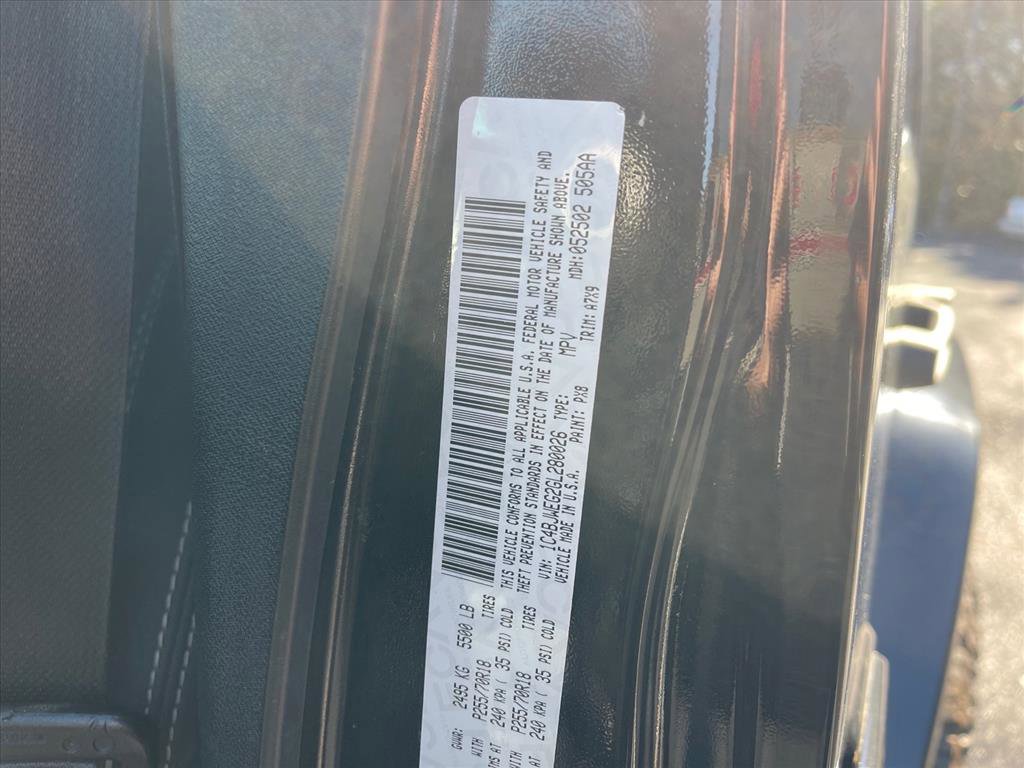 GVWR: 2495 KG 5500 LB
WITH TIRES
P255/70R18
AT 240 KPA( 35 PSI) COLD
WITH TIRES
P255/70R18
AT 240 KPA( 35 PSI) COLD
THIS VEHICLE CONFORMS TO ALL APPLICABLE U.S.A. FEDERAL MOTOR VEHICLE SAFETY AND
THEFT PREVENTION STANDARDS IN EFFECT ON THE DATE OF MANUFACTURE SHOWN ABOVE.
VIN: 1C4BJWEG2GL280026 TYPE: MPV MDH:052502 505AA
VEHICLE MADE IN U.S.A. PAINT: PX8 TRIM: A7X9